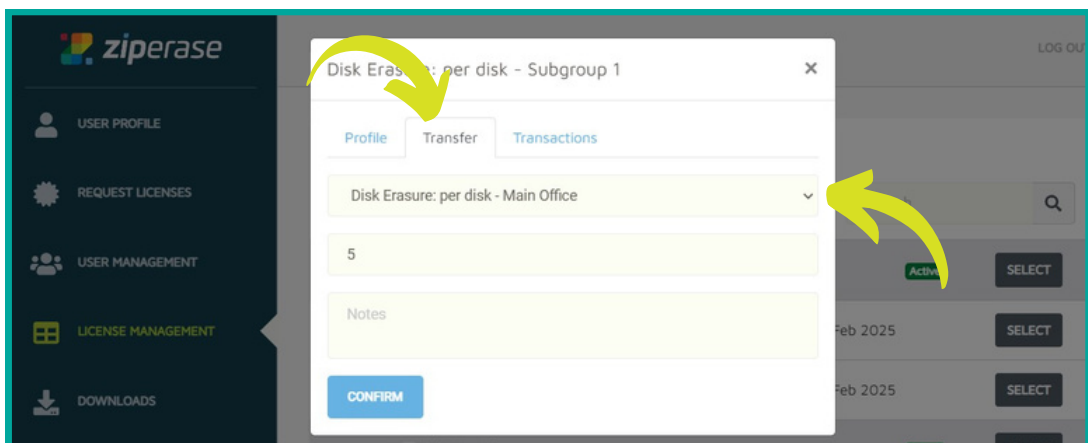 ziperase
LOG OU
Disk Erasure: per disk - Subgroup 1
×
Profile
Transfer
Transactions
USER PROFILE
Disk Erasure: per disk - Main Office
REQUEST LICENSES
5
USER MANAGEMENT
Active
SELECT
Notes
LICENSE MANAGEMENT
Feb 2025
SELECT
CONFIRM
DOWNLOADS
Feb 2025
SELECT